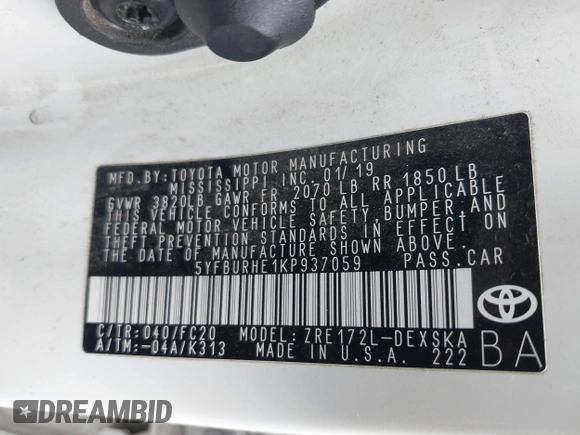 MFD. BY: TOYOTA MOTOR MANUFACTURING
MISSISSIPPI INC. 01/19
GVWR 3820LB GAWR FR 2070 LB RR 1850 LB
THIS VEHICLE CONFORMS TO ALL APPLICABLE
FEDERAL MOTOR VEHICLE SAFETY, BUMPER, AND
THEFT PREVENTION STANDARDS IN EFFECT ON
THE DATE OF MANUFACTURE SHOWN ABOVE.
5YFBURHE1KP937059 PASS. CAR
C/TR: 040/FC20 MODEL: ZRE172L-DEXSKA
A/TM: -04A/K313 MADE IN U.S.A. 222
BA
DREAMBID